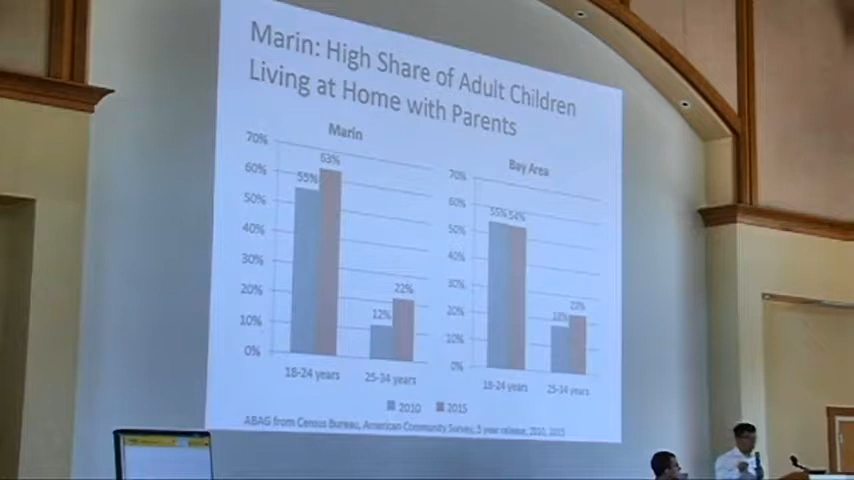 Marin: High Share of Adult Children
Living at Home with Parents
Marin
70%
60%
50%
40%
30%
20%
10%
0%
55%
63%
12%
22%
18-24 years
25-34 years
Bay Area
70%
60%
50%
40%
30%
20%
10%
0%
55%
54%
18-24 years
25-34 years
2010
2015
ABAG from Census Bureau, American Community Survey, 5 year release, 2010, 2015